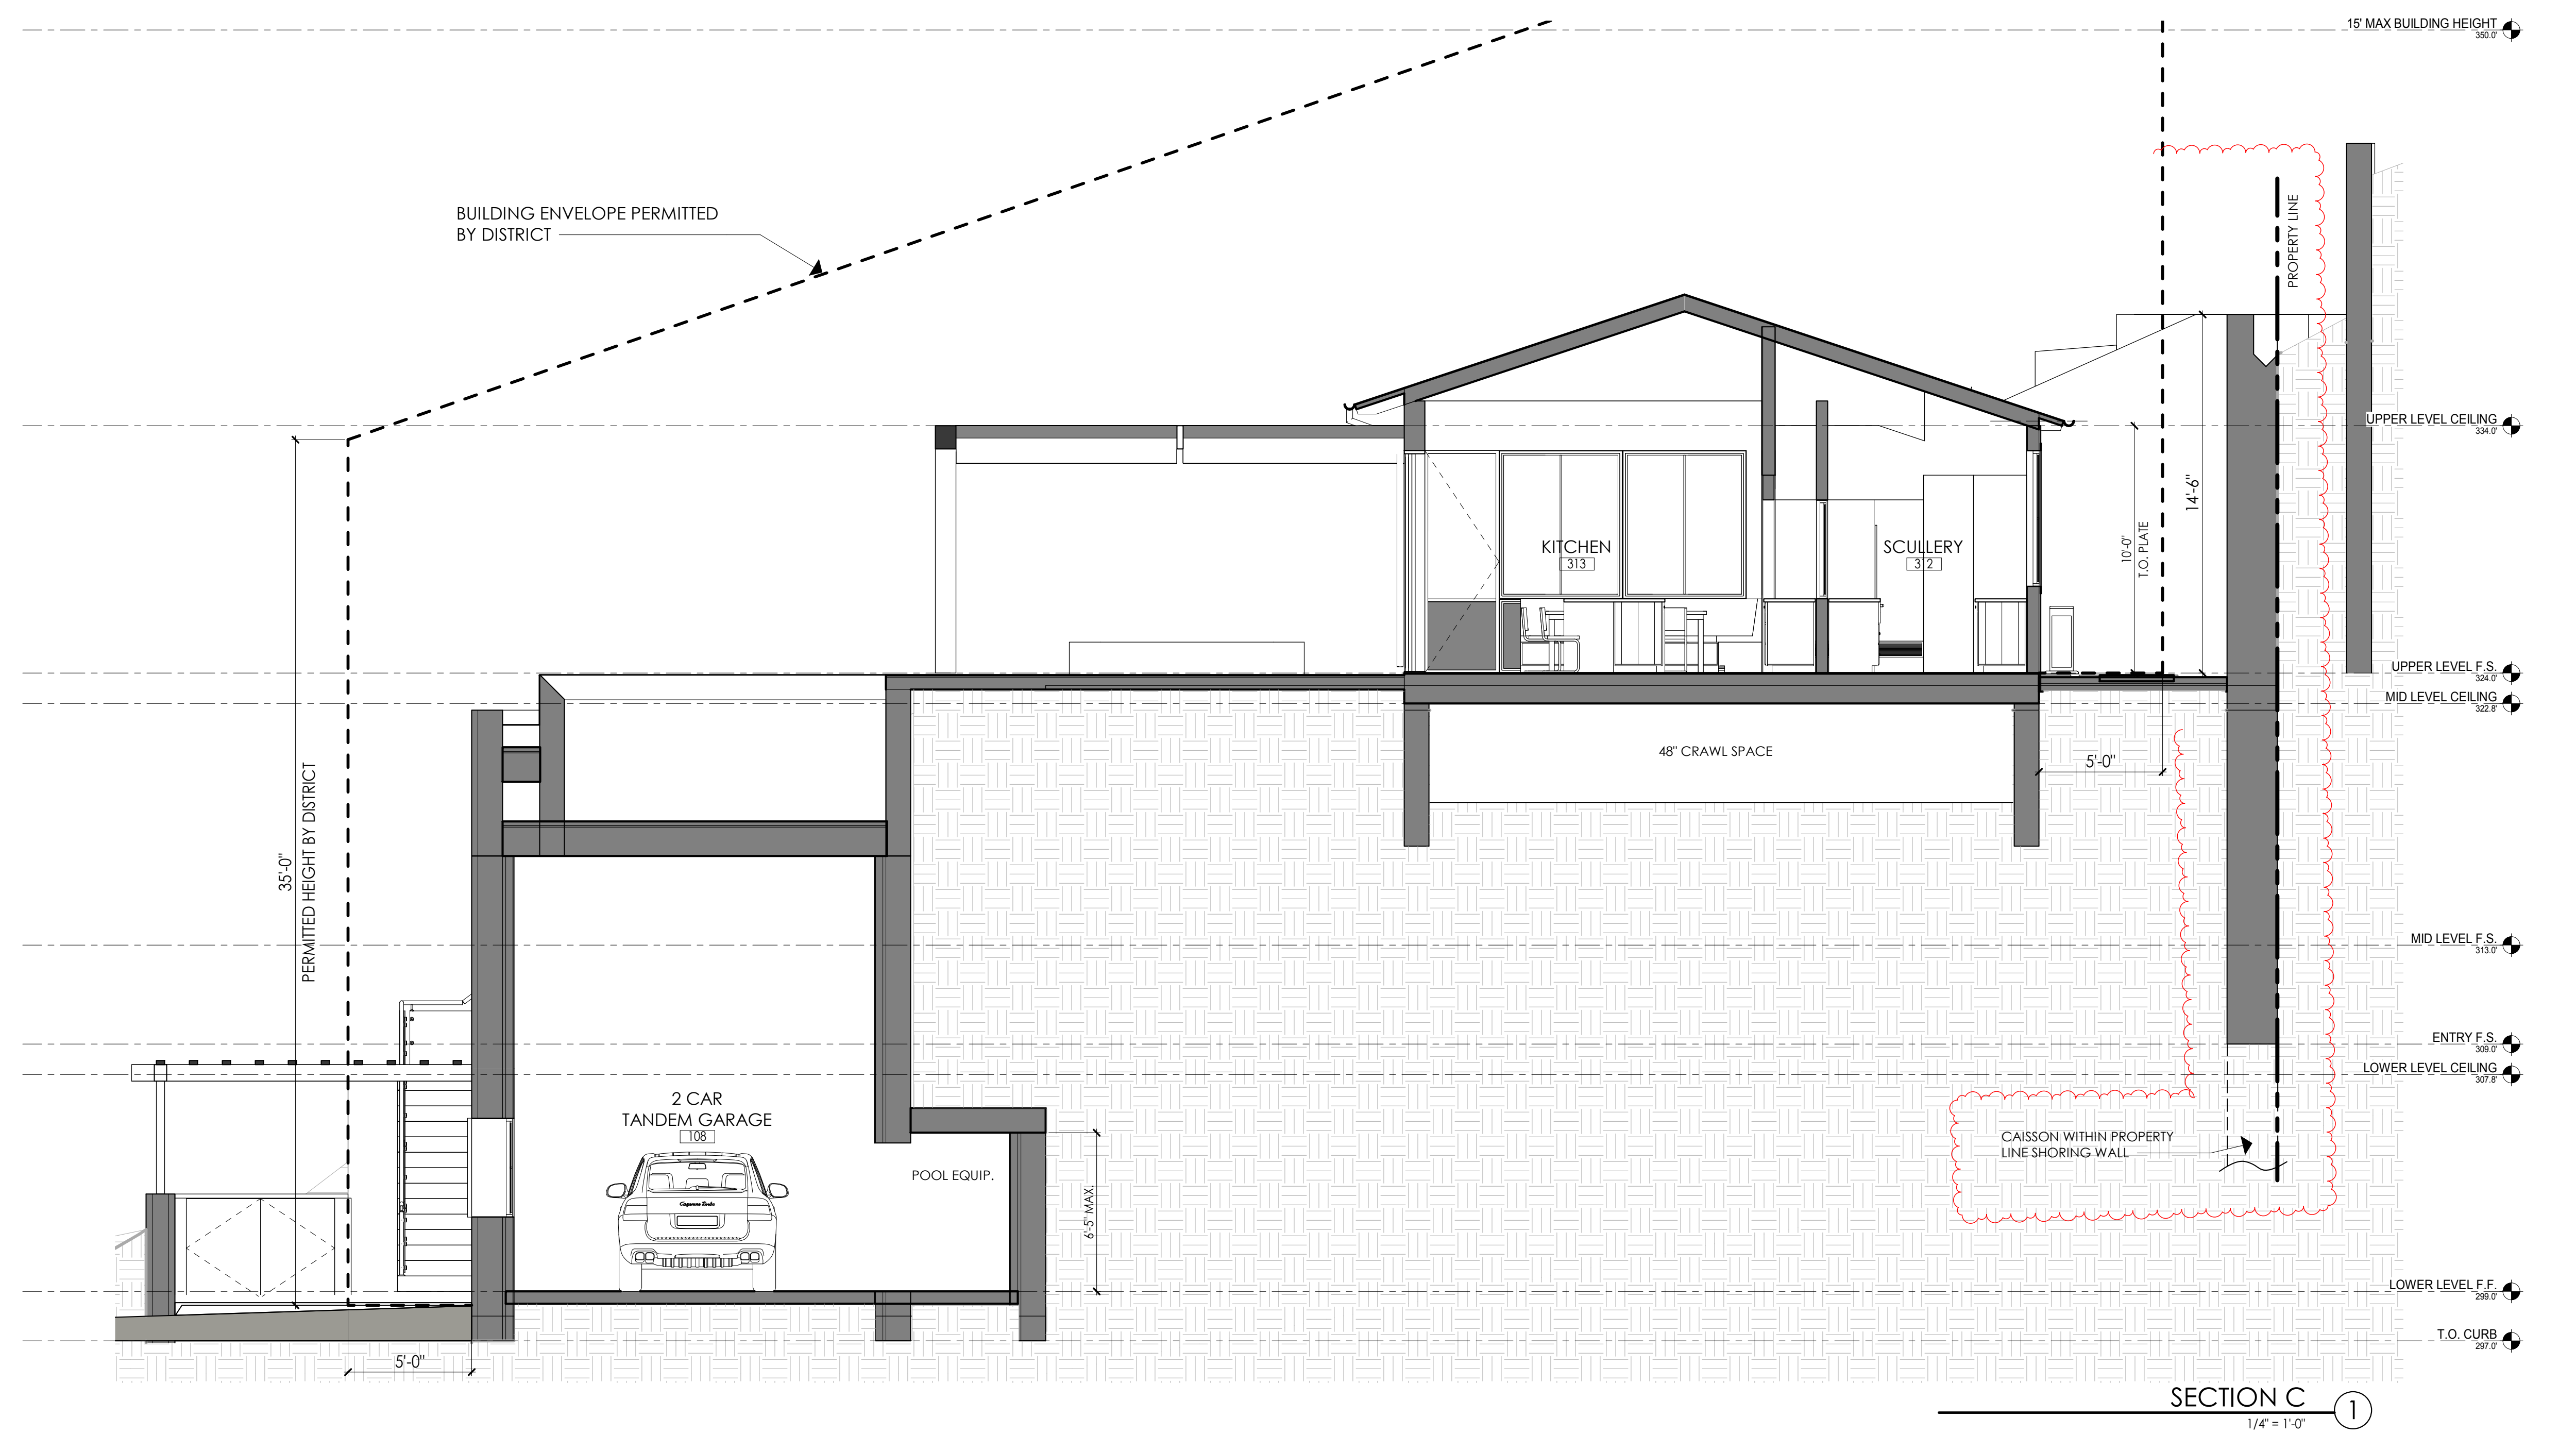 15' MAX BUILDING HEIGHT
350.0'
BUILDING ENVELOPE PERMITTED
BY DISTRICT
PROPERTY LINE
UPPER LEVEL CEILING
334.0'
14'-6"
10'-0"
T.O. PLATE
KITCHEN
313
SCULLERY
312
UPPER LEVEL F.S.
324.0'
MID LEVEL CEILING
322.8'
48" CRAWL SPACE
5'-0"
35'-0"
PERMITTED HEIGHT BY DISTRICT
MID LEVEL F.S.
313.0'
ENTRY F.S.
309.0'
LOWER LEVEL CEILING
307.8'
2 CAR
TANDEM GARAGE
108
CAISSON WITHIN PROPERTY
LINE SHORING WALL
POOL EQUIP.
6'-5" MAX.
Cayenne Turbo
LOWER LEVEL F.F.
299.0'
T.O. CURB
297.0'
5'-0"
SECTION C
1
1/4" = 1'-0"